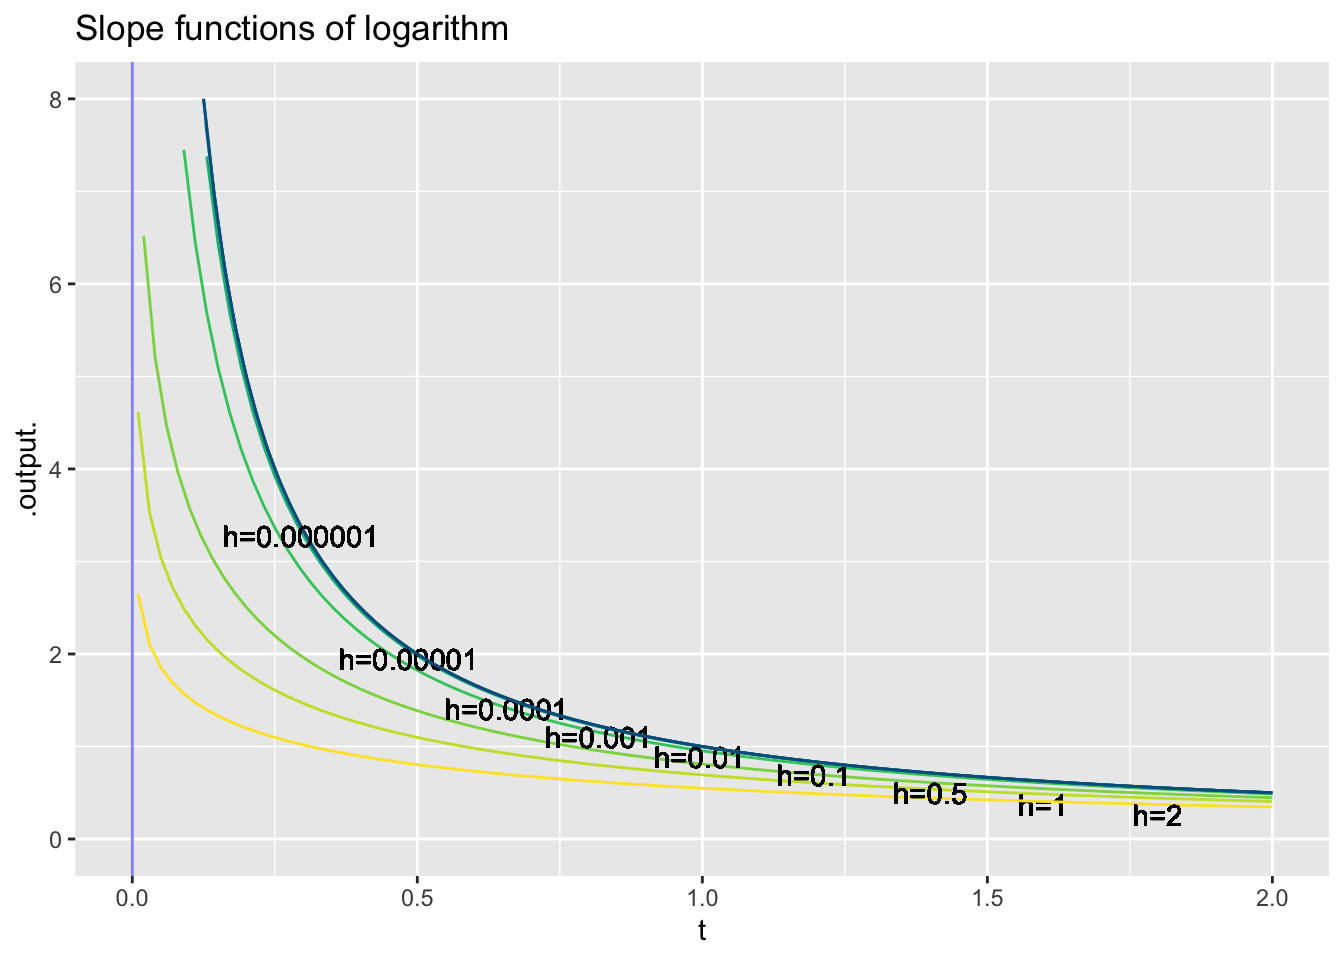 Slope functions of logarithm
8
6
4
2
0
.output.
h=0.000001
h=0.00001
h=0.0001
h=0.001
h=0.01
h=0.1
h=0.5
h=1
h=2
0.0
0.5
1.0
1.5
2.0
t